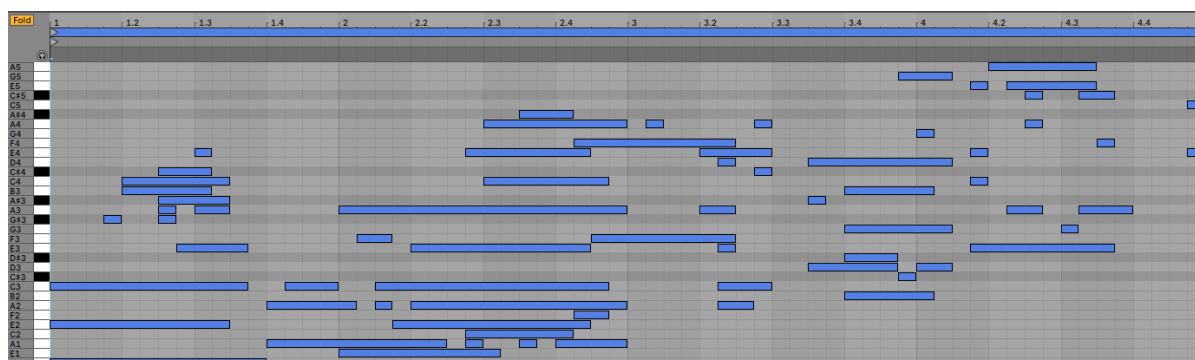 Fold 1 1.2 1.3 1.4 2 2.2 2.3 2.4 3 3.2 3.3 3.4 4 4.2 4.3 4.4
A5
G5
E5
C#5
C5
A#4
A4
G4
F4
E4
D4
C#4
C4
B3
A#3
A3
G#3
G3
F3
E3
D#3
D3
C#3
C3
B2
A2
F2
E2
C2
A1
E1